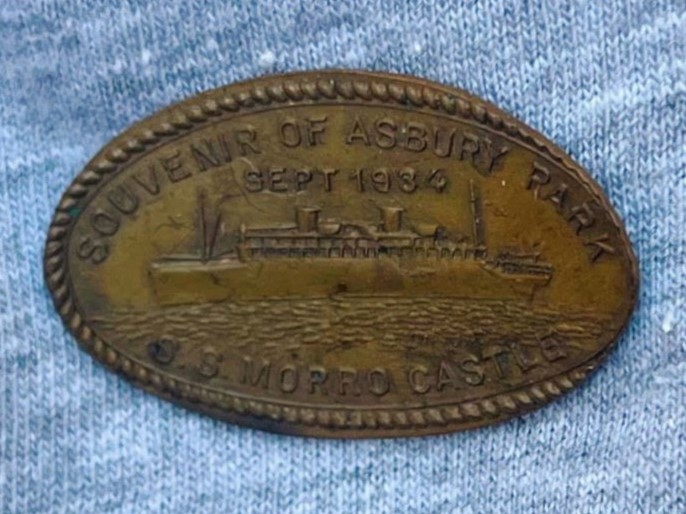 SOUVENIR OF ASBURY PARK
SEPT 1934
S.S. MORRO CASTLE